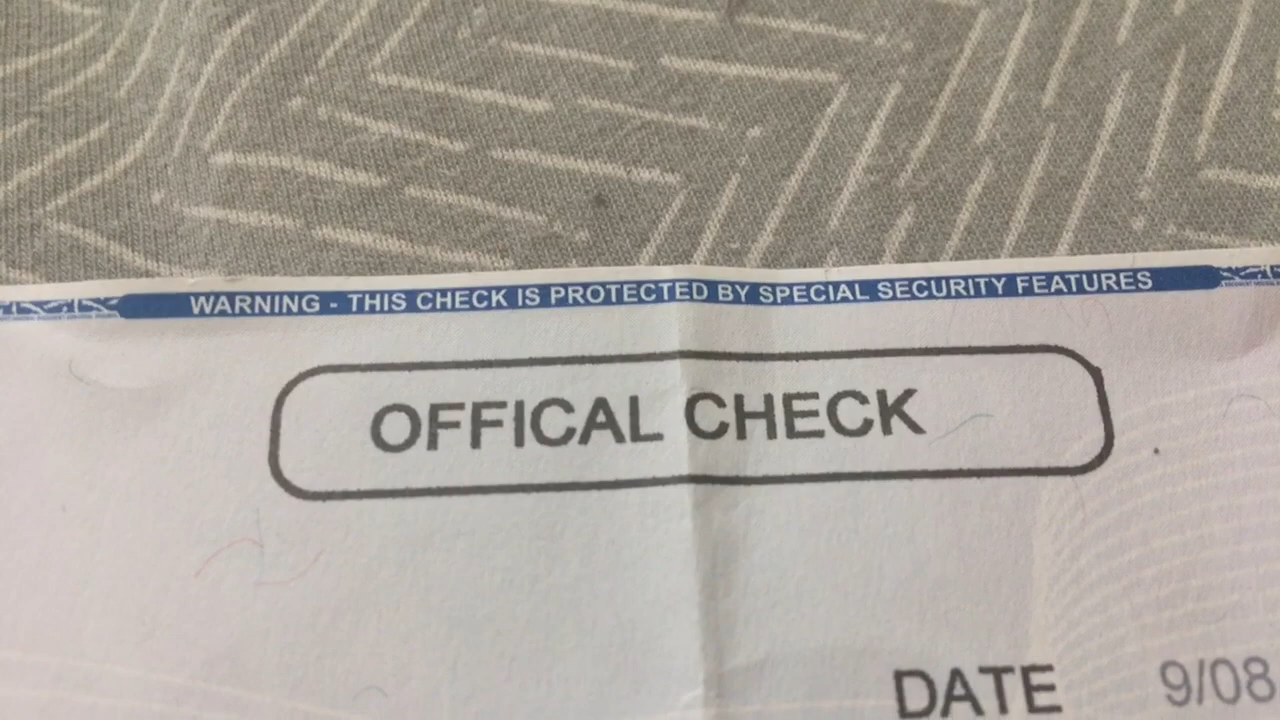 WARNING - THIS CHECK IS PROTECTED BY SPECIAL SECURITY FEATURES
OFFICAL CHECK
DATE 9/08